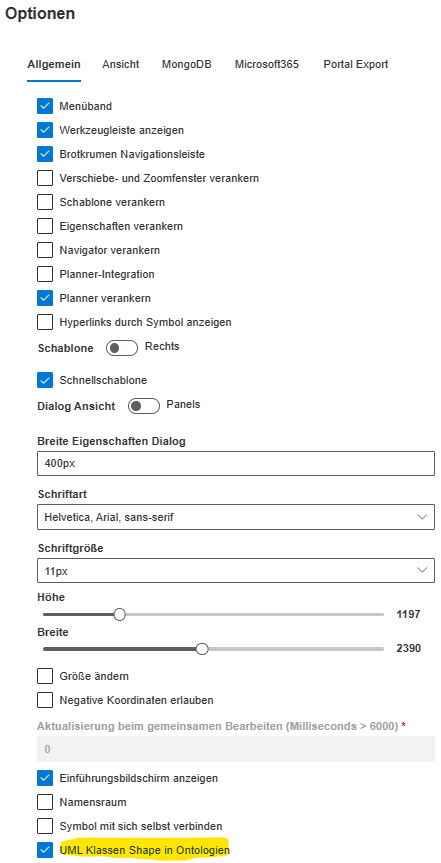 Optionen
Allgemein Ansicht MongoDB Microsoft365 Portal Export
Menüband
Werkzeugleiste anzeigen
Brotkrumen Navigationsleiste
Verschiebe- und Zoomfenster verankern
Schablone verankern
Eigenschaften verankern
Navigator verankern
Planner-Integration
Planner verankern
Hyperlinks durch Symbol anzeigen
Schablone Rechts
Schnellschablone
Dialog Ansicht Panels
Breite Eigenschaften Dialog
400px
Schriftart
Helvetica, Arial, sans-serif
Schriftgröße
11px
Höhe
1197
Breite
2390
Größe ändern
Negative Koordinaten erlauben
Aktualisierung beim gemeinsamen Bearbeiten (Milliseconds > 6000) *
0
Einführungsbildschirm anzeigen
Namensraum
Symbol mit sich selbst verbinden
UML Klassen Shape in Ontologien